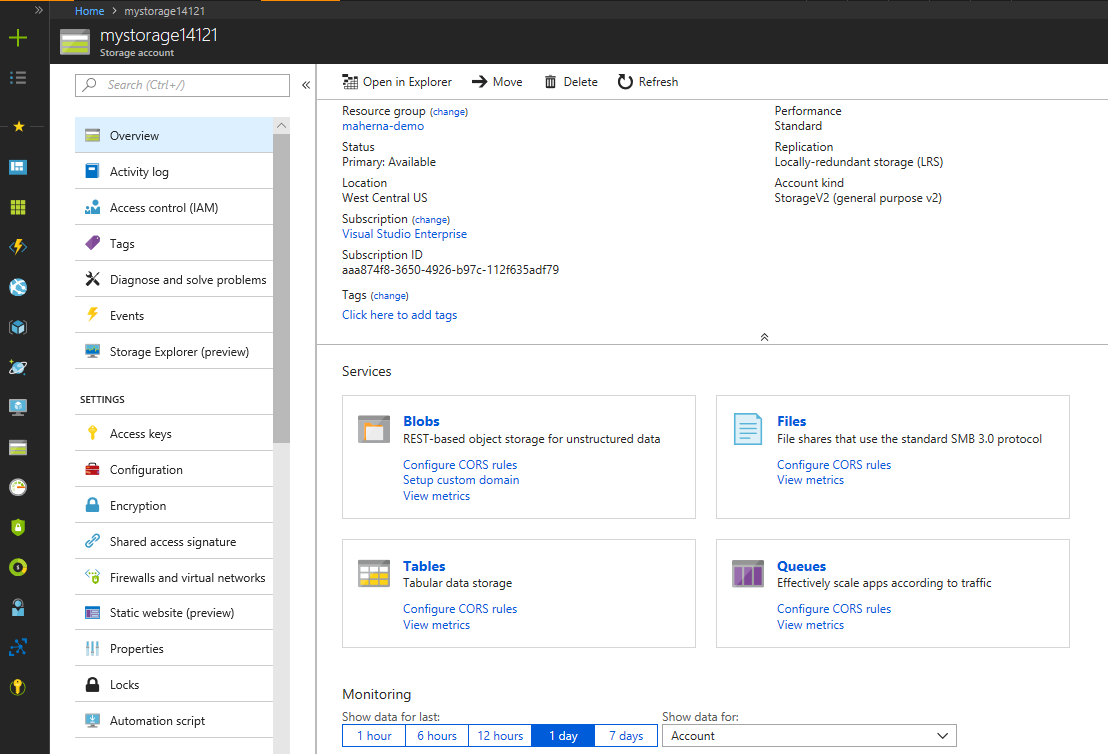 Home > mystorage14121
mystorage14121
Storage account
Search (Ctrl+/)
Overview
Activity log
Access control (IAM)
Tags
Diagnose and solve problems
Events
Storage Explorer (preview)
SETTINGS
Access keys
Configuration
Encryption
Shared access signature
Firewalls and virtual networks
Static website (preview)
Properties
Locks
Automation script
Open in Explorer
Move
Delete
Refresh
Resource group (change)
maherna-demo
Status
Primary: Available
Location
West Central US
Subscription (change)
Visual Studio Enterprise
Subscription ID
aaa874f8-3650-4926-b97c-112f635adf79
Tags (change)
Click here to add tags
Performance
Standard
Replication
Locally-redundant storage (LRS)
Account kind
StorageV2 (general purpose v2)
Services
Blobs
REST-based object storage for unstructured data
Configure CORS rules
Setup custom domain
View metrics
Files
File shares that use the standard SMB 3.0 protocol
Configure CORS rules
View metrics
Tables
Tabular data storage
Configure CORS rules
View metrics
Queues
Effectively scale apps according to traffic
Configure CORS rules
View metrics
Monitoring
Show data for last:
1 hour
6 hours
12 hours
1 day
7 days
Show data for:
Account